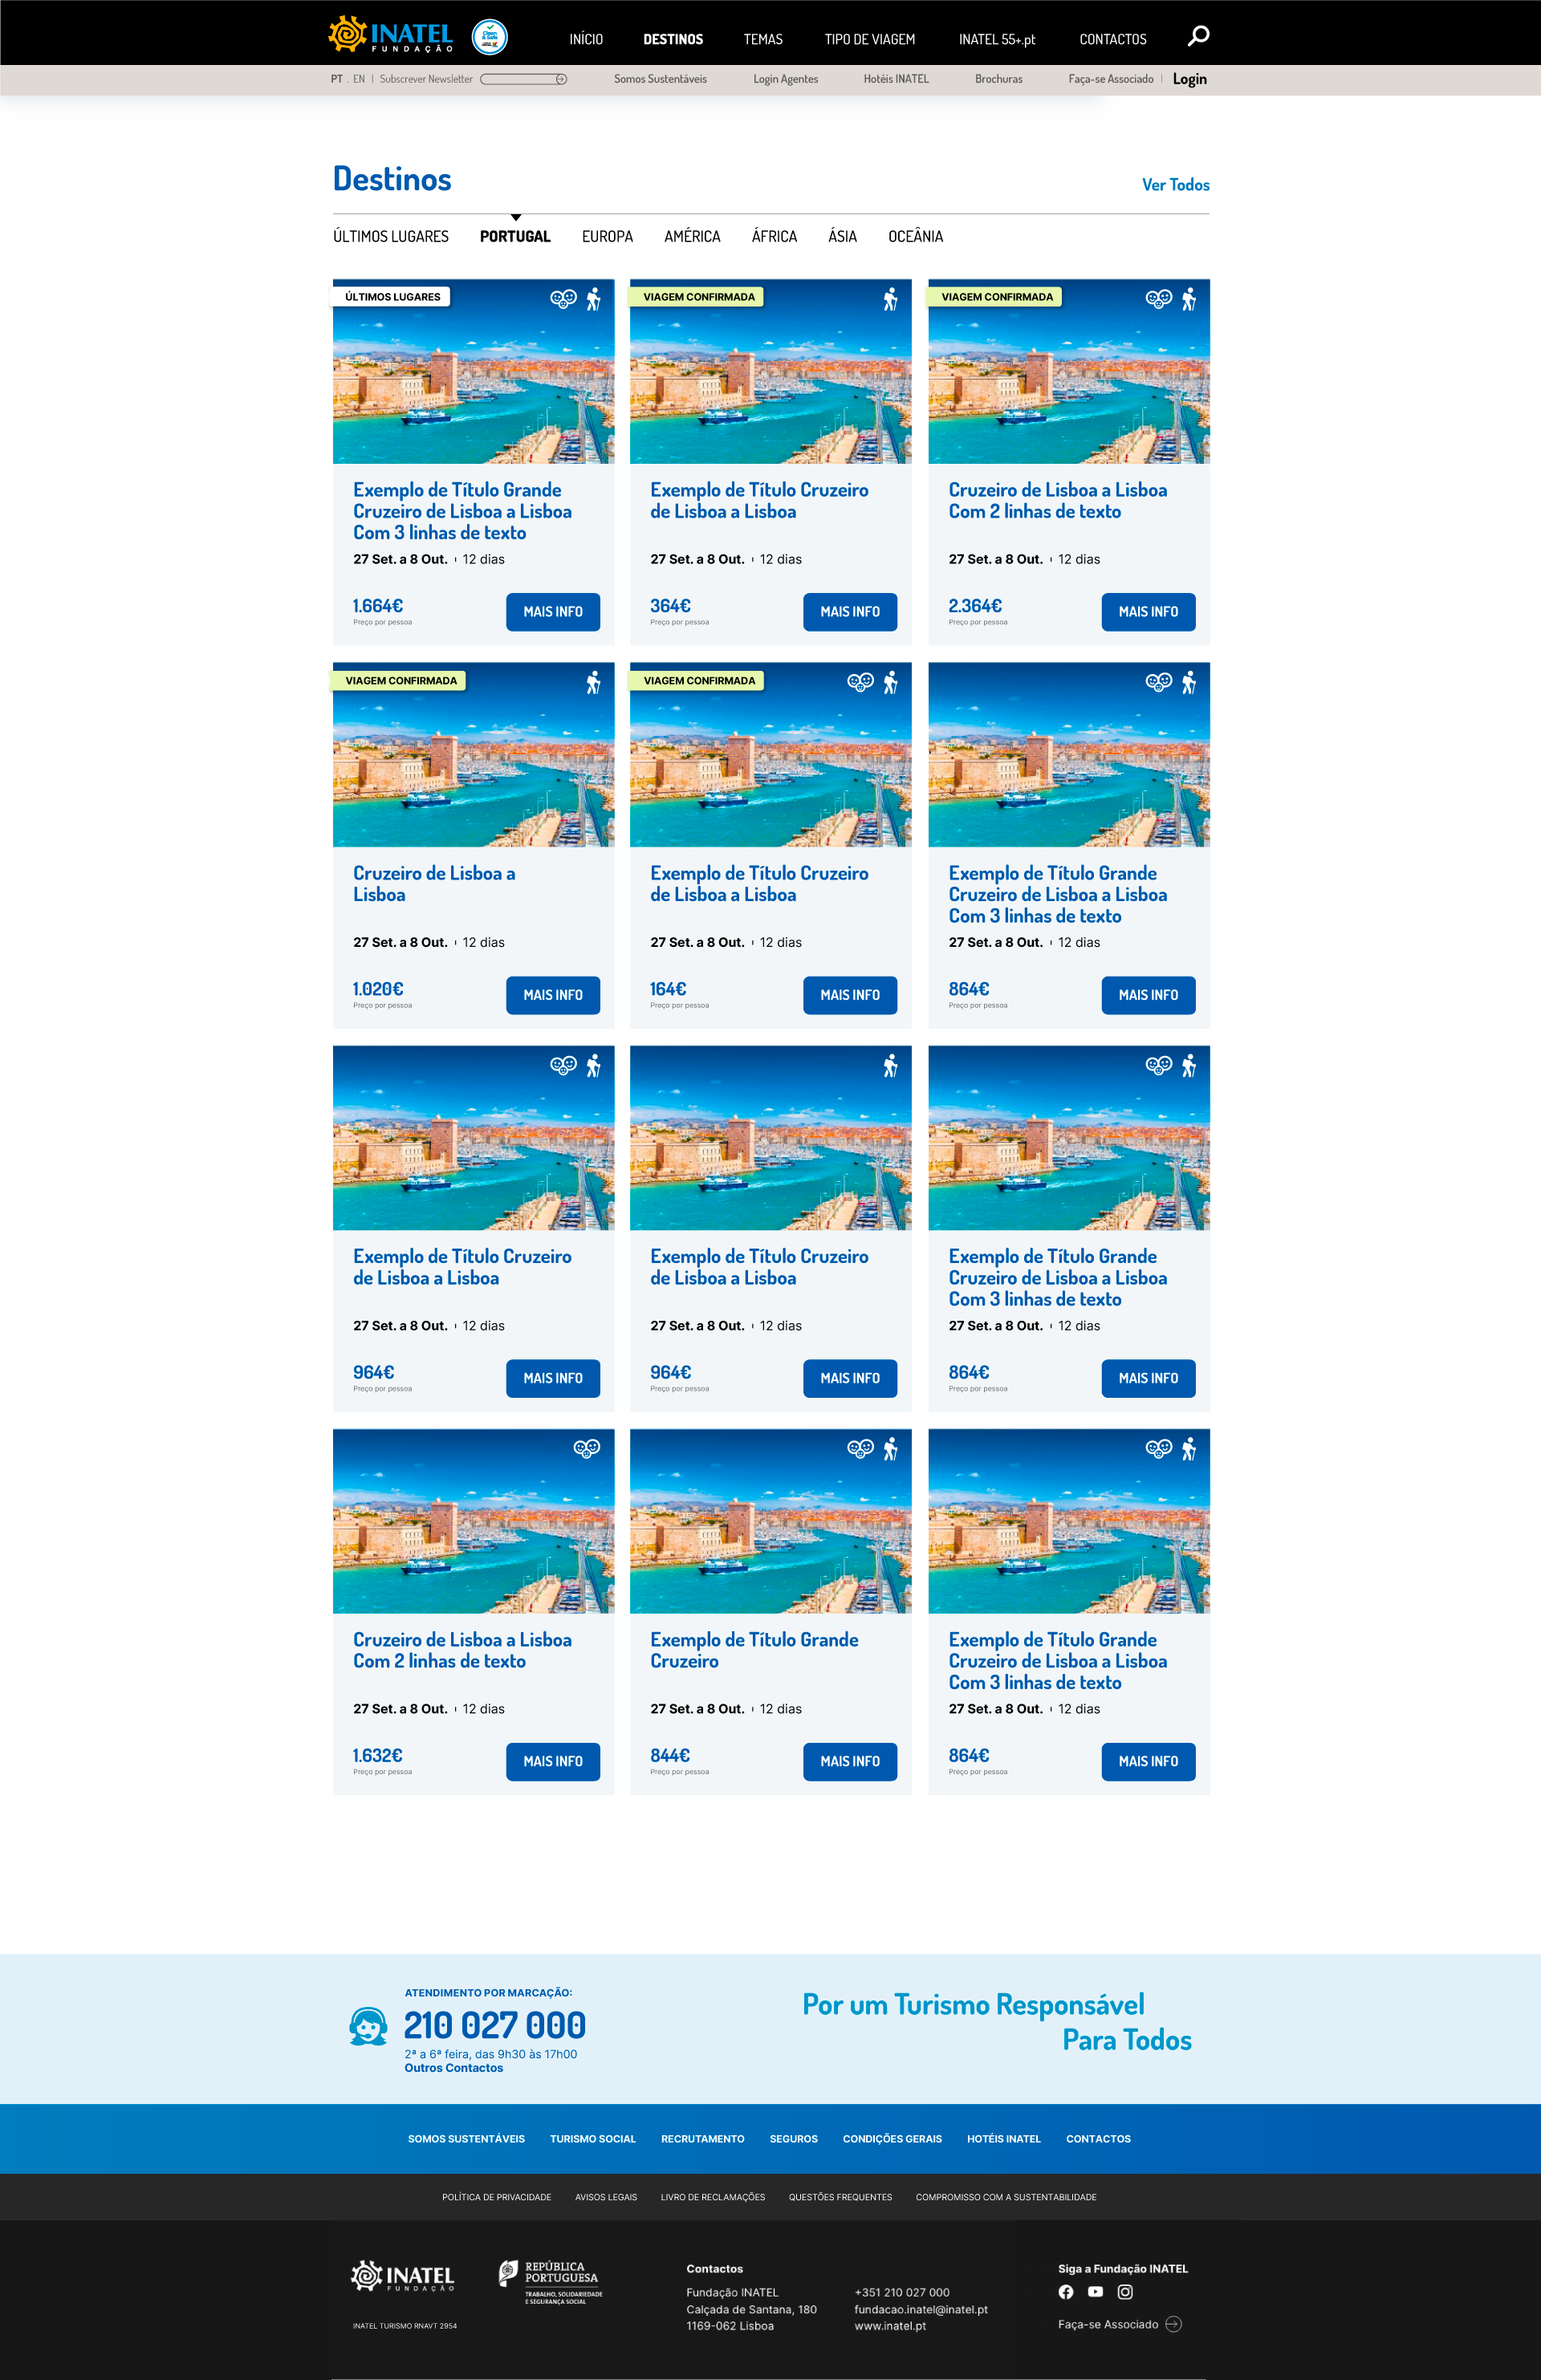 INATEL
FUNDAÇÃO
Clean & Safe
INÍCIO DESTINOS TEMAS TIPO DE VIAGEM INATEL 55+.pt CONTACTOS
PT . EN | Subscrever Newsletter Somos Sustentáveis Login Agentes Hotéis INATEL Brochuras Faça-se Associado | Login
Destinos
Ver Todos
ÚLTIMOS LUGARES PORTUGAL EUROPA AMÉRICA ÁFRICA ÁSIA OCEÂNIA
ÚLTIMOS LUGARES
Exemplo de Título Grande
Cruzeiro de Lisboa a Lisboa
Com 3 linhas de texto
27 Set. a 8 Out. 12 dias
1.664€
Preço por pessoa
MAIS INFO
VIAGEM CONFIRMADA
Exemplo de Título Cruzeiro
de Lisboa a Lisboa
27 Set. a 8 Out. 12 dias
364€
Preço por pessoa
MAIS INFO
VIAGEM CONFIRMADA
Cruzeiro de Lisboa a Lisboa
Com 2 linhas de texto
27 Set. a 8 Out. 12 dias
2.364€
Preço por pessoa
MAIS INFO
VIAGEM CONFIRMADA
Cruzeiro de Lisboa a
Lisboa
27 Set. a 8 Out. 12 dias
1.020€
Preço por pessoa
MAIS INFO
VIAGEM CONFIRMADA
Exemplo de Título Cruzeiro
de Lisboa a Lisboa
27 Set. a 8 Out. 12 dias
164€
Preço por pessoa
MAIS INFO
Exemplo de Título Grande
Cruzeiro de Lisboa a Lisboa
Com 3 linhas de texto
27 Set. a 8 Out. 12 dias
864€
Preço por pessoa
MAIS INFO
Exemplo de Título Cruzeiro
de Lisboa a Lisboa
27 Set. a 8 Out. 12 dias
964€
Preço por pessoa
MAIS INFO
Exemplo de Título Cruzeiro
de Lisboa a Lisboa
27 Set. a 8 Out. 12 dias
964€
Preço por pessoa
MAIS INFO
Exemplo de Título Grande
Cruzeiro de Lisboa a Lisboa
Com 3 linhas de texto
27 Set. a 8 Out. 12 dias
864€
Preço por pessoa
MAIS INFO
Cruzeiro de Lisboa a Lisboa
Com 2 linhas de texto
27 Set. a 8 Out. 12 dias
1.632€
Preço por pessoa
MAIS INFO
Exemplo de Título Grande
Cruzeiro
27 Set. a 8 Out. 12 dias
844€
Preço por pessoa
MAIS INFO
Exemplo de Título Grande
Cruzeiro de Lisboa a Lisboa
Com 3 linhas de texto
27 Set. a 8 Out. 12 dias
864€
Preço por pessoa
MAIS INFO
ATENDIMENTO POR MARCAÇÃO:
210 027 000
2ª a 6ª feira, das 9h30 às 17h00
Outros Contactos
Por um Turismo Responsável
Para Todos
SOMOS SUSTENTÁVEIS TURISMO SOCIAL RECRUTAMENTO SEGUROS CONDIÇÕES GERAIS HOTÉIS INATEL CONTACTOS
POLÍTICA DE PRIVACIDADE AVISOS LEGAIS LIVRO DE RECLAMAÇÕES QUESTÕES FREQUENTES COMPROMISSO COM A SUSTENTABILIDADE
INATEL
FUNDAÇÃO
INATEL TURISMO RNAVT 2954
REPÚBLICA
PORTUGUESA
TRABALHO, SOLIDARIEDADE
E SEGURANÇA SOCIAL
Contactos
Fundação INATEL
Calçada de Santana, 180
1169-062 Lisboa
+351 210 027 000
fundacao.inatel@inatel.pt
www.inatel.pt
Siga a Fundação INATEL
Faça-se Associado